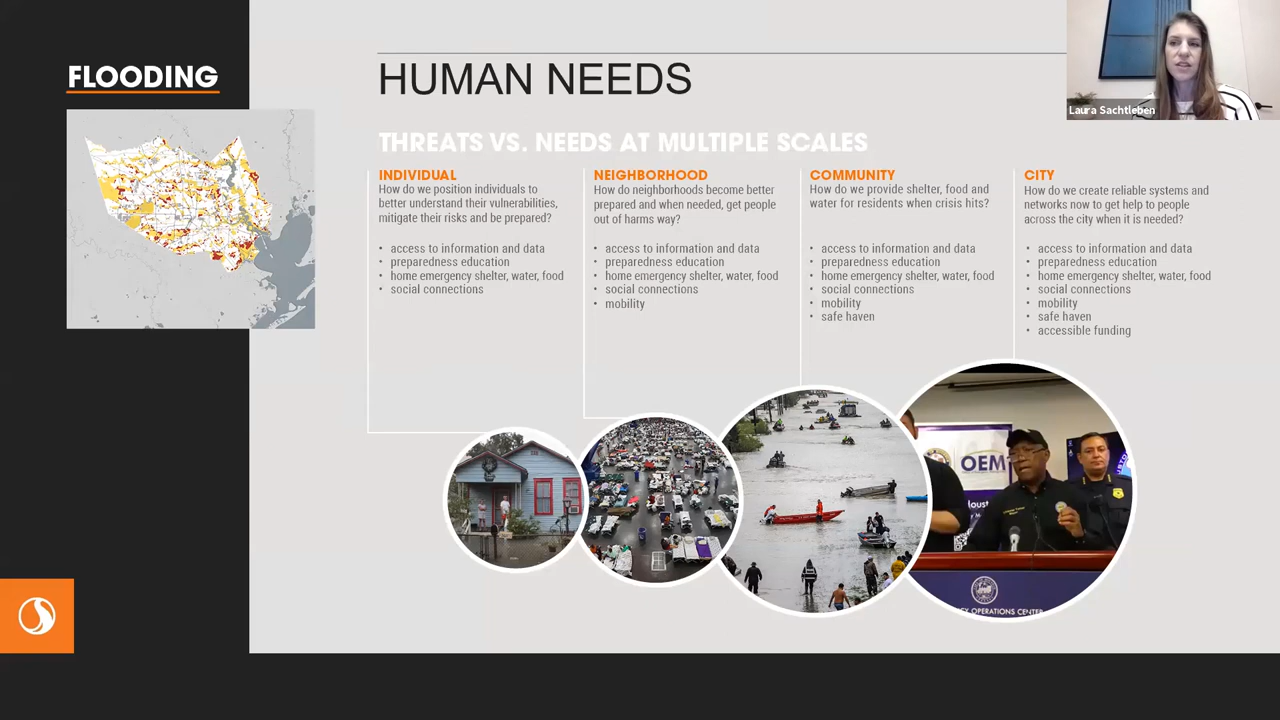 FLOODING
HUMAN NEEDS
Laura Sachtleben
THREATS VS. NEEDS AT MULTIPLE SCALES
INDIVIDUAL
How do we position individuals to
better understand their vulnerabilities,
mitigate their risks and be prepared?
• access to information and data
• preparedness education
• home emergency shelter, water, food
• social connections
NEIGHBORHOOD
How do neighborhoods become better
prepared and when needed, get people
out of harms way?
• access to information and data
• preparedness education
• home emergency shelter, water, food
• social connections
• mobility
COMMUNITY
How do we provide shelter, food and
water for residents when crisis hits?
• access to information and data
• preparedness education
• home emergency shelter, water, food
• social connections
• mobility
• safe haven
CITY
How do we create reliable systems and
networks now to get help to people
across the city when it is needed?
• access to information and data
• preparedness education
• home emergency shelter, water, food
• social connections
• mobility
• safe haven
• accessible funding
OEM
CY OPERATIONS CENTER